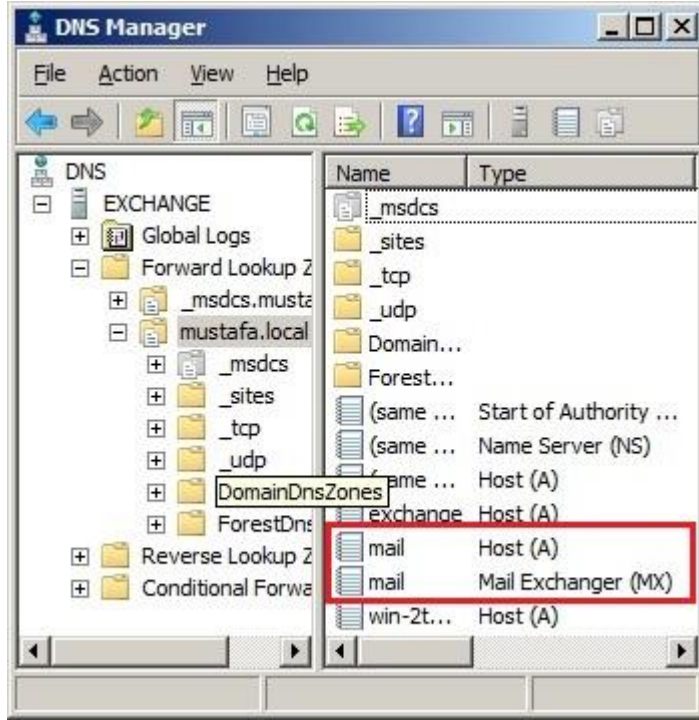 DNS Manager
File Action View Help
DNS
EXCHANGE
Global Logs
Forward Lookup Z
_msdcs.musta
mustafa.local
_msdcs
_sites
_tcp
_udp
DomainDnsZones
ForestDns
Reverse Lookup Z
Conditional Forwa
Name Type
_msdcs
_sites
_tcp
_udp
Domain...
Forest...
(same ... Start of Authority ...
(same ... Name Server (NS)
(same ... Host (A)
exchange Host (A)
mail Host (A)
mail Mail Exchanger (MX)
win-2t... Host (A)